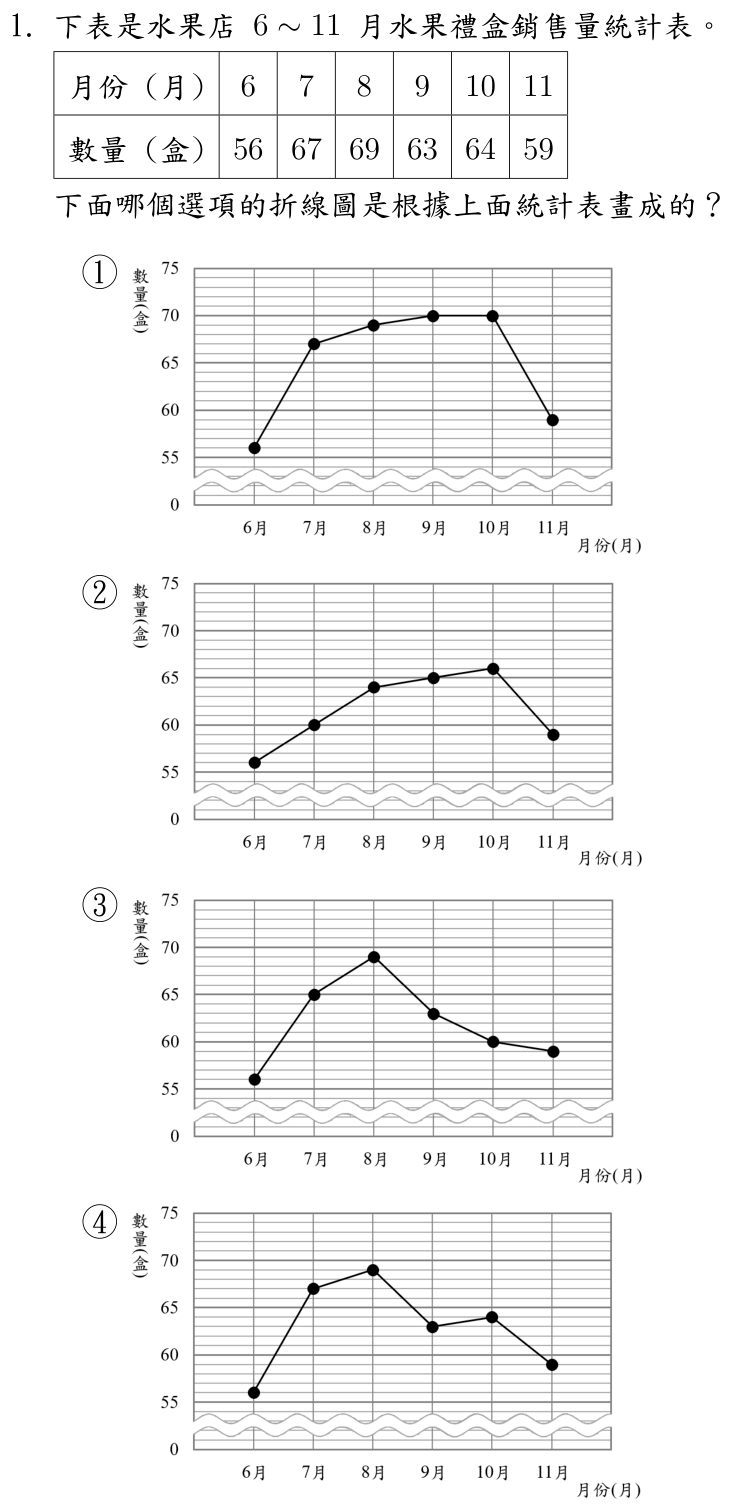 1. 下表是水果店 6～11 月水果禮盒銷售量統計表。
月份（月） 6 7 8 9 10 11
數量（盒） 56 67 69 63 64 59
下面哪個選項的折線圖是根據上面統計表畫成的？
①
數量(盒)
75
70
65
60
55
0
6月 7月 8月 9月 10月 11月
月份(月)
②
數量(盒)
75
70
65
60
55
0
6月 7月 8月 9月 10月 11月
月份(月)
③
數量(盒)
75
70
65
60
55
0
6月 7月 8月 9月 10月 11月
月份(月)
④
數量(盒)
75
70
65
60
55
0
6月 7月 8月 9月 10月 11月
月份(月)